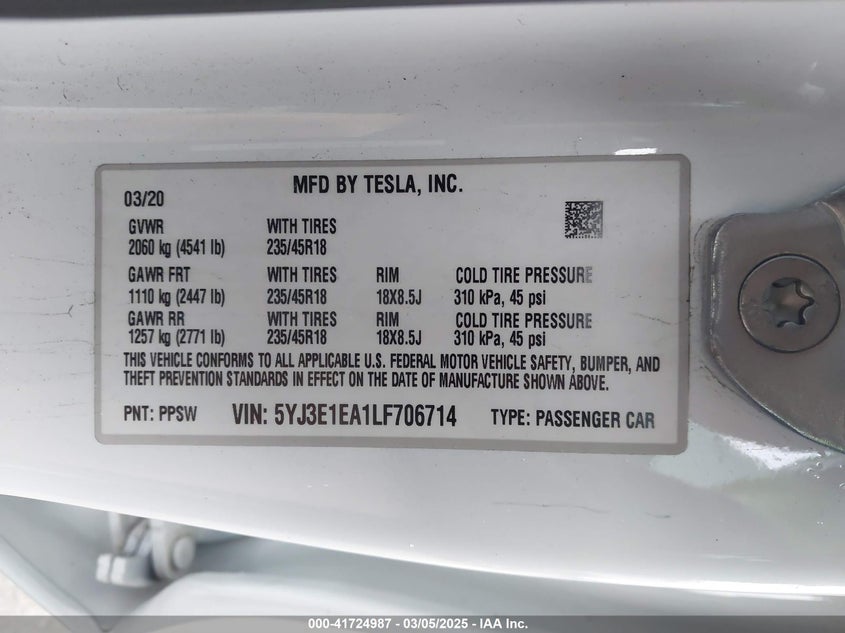 MFD BY TESLA, INC.
03/20
GVWR WITH TIRES
2060 kg (4541 lb) 235/45R18
GAWR FRT WITH TIRES RIM COLD TIRE PRESSURE
1110 kg (2447 lb) 235/45R18 18X8.5J 310 kPa, 45 psi
GAWR RR WITH TIRES RIM COLD TIRE PRESSURE
1257 kg (2771 lb) 235/45R18 18X8.5J 310 kPa, 45 psi
THIS VEHICLE CONFORMS TO ALL APPLICABLE U.S. FEDERAL MOTOR VEHICLE SAFETY, BUMPER, AND
THEFT PREVENTION STANDARDS IN EFFECT ON THE DATE OF MANUFACTURE SHOWN ABOVE.
PNT: PPSW VIN: 5YJ3E1EA1LF706714 TYPE: PASSENGER CAR
000-41724987 - 03/05/2025 - IAA Inc.